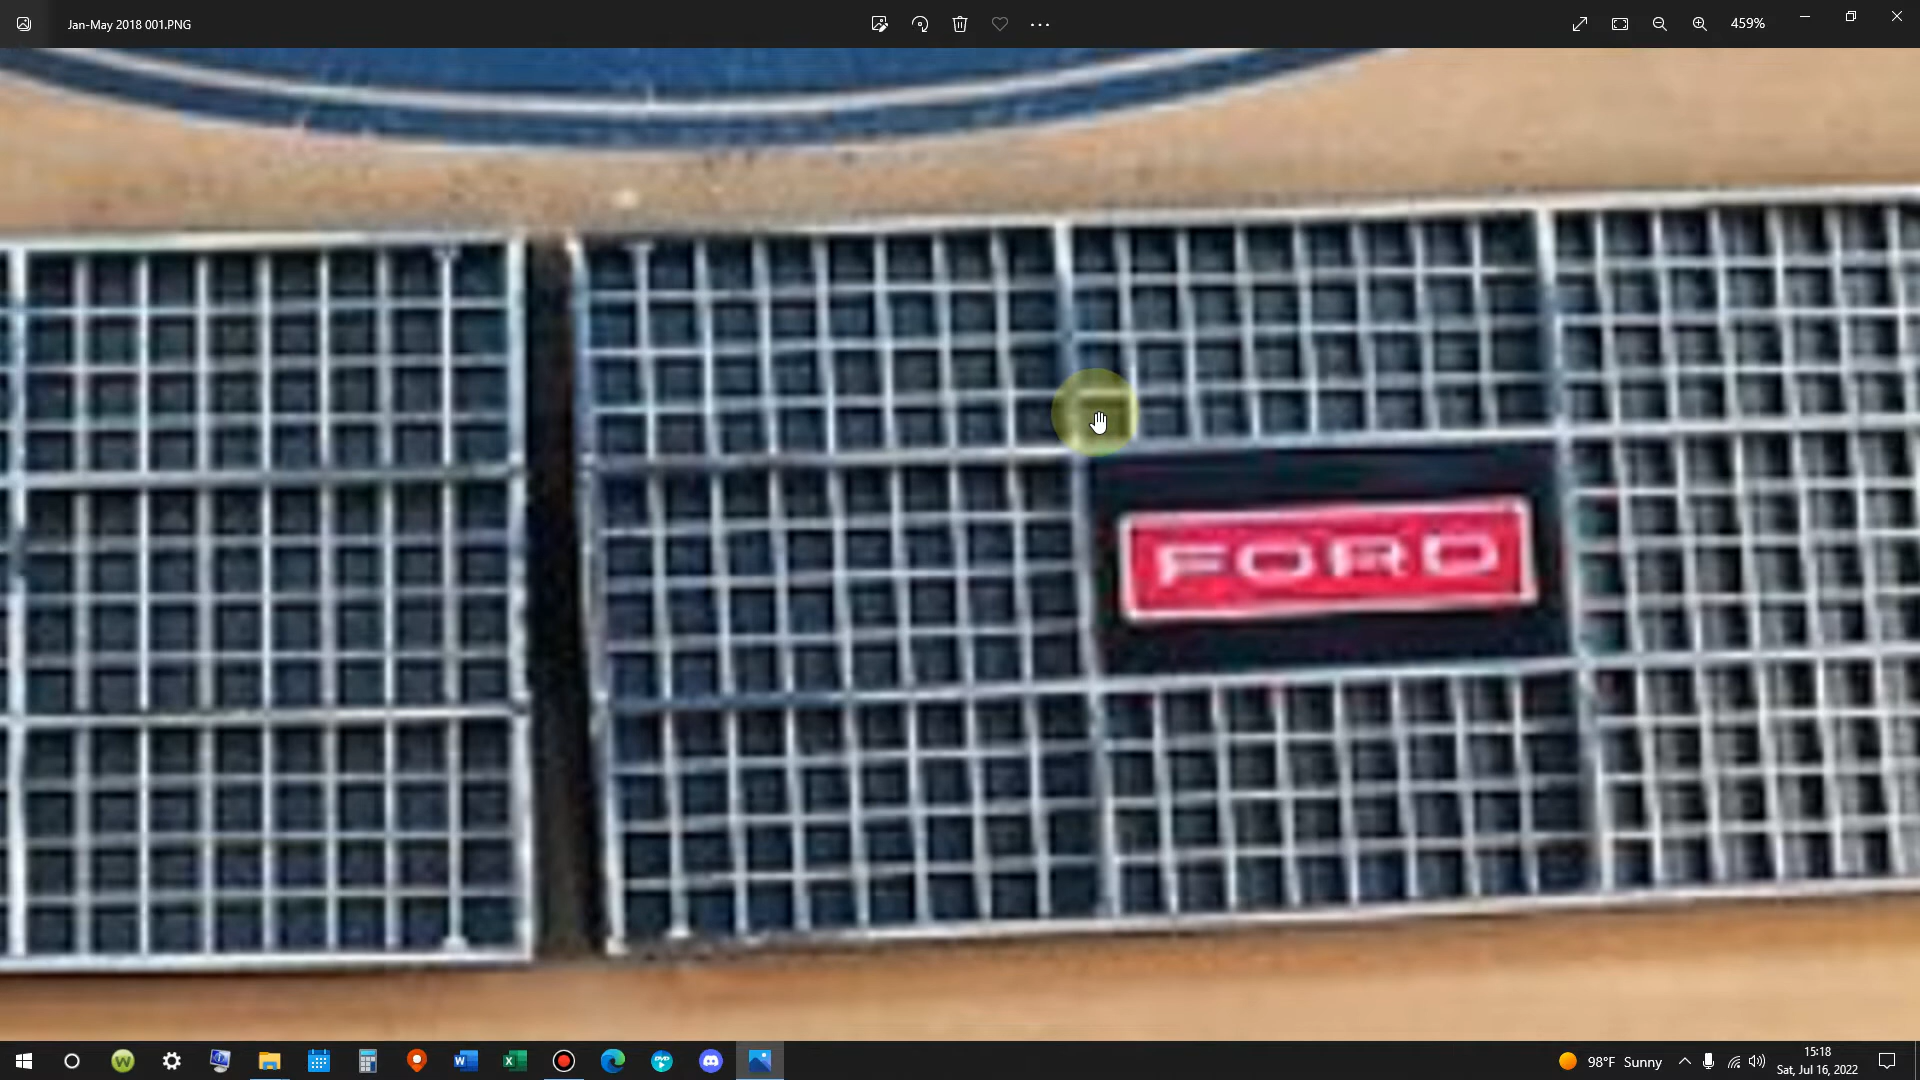 Jan-May 2018 001.PNG
459%
FORD
98°F Sunny
15:18
Sat, Jul 16, 2022